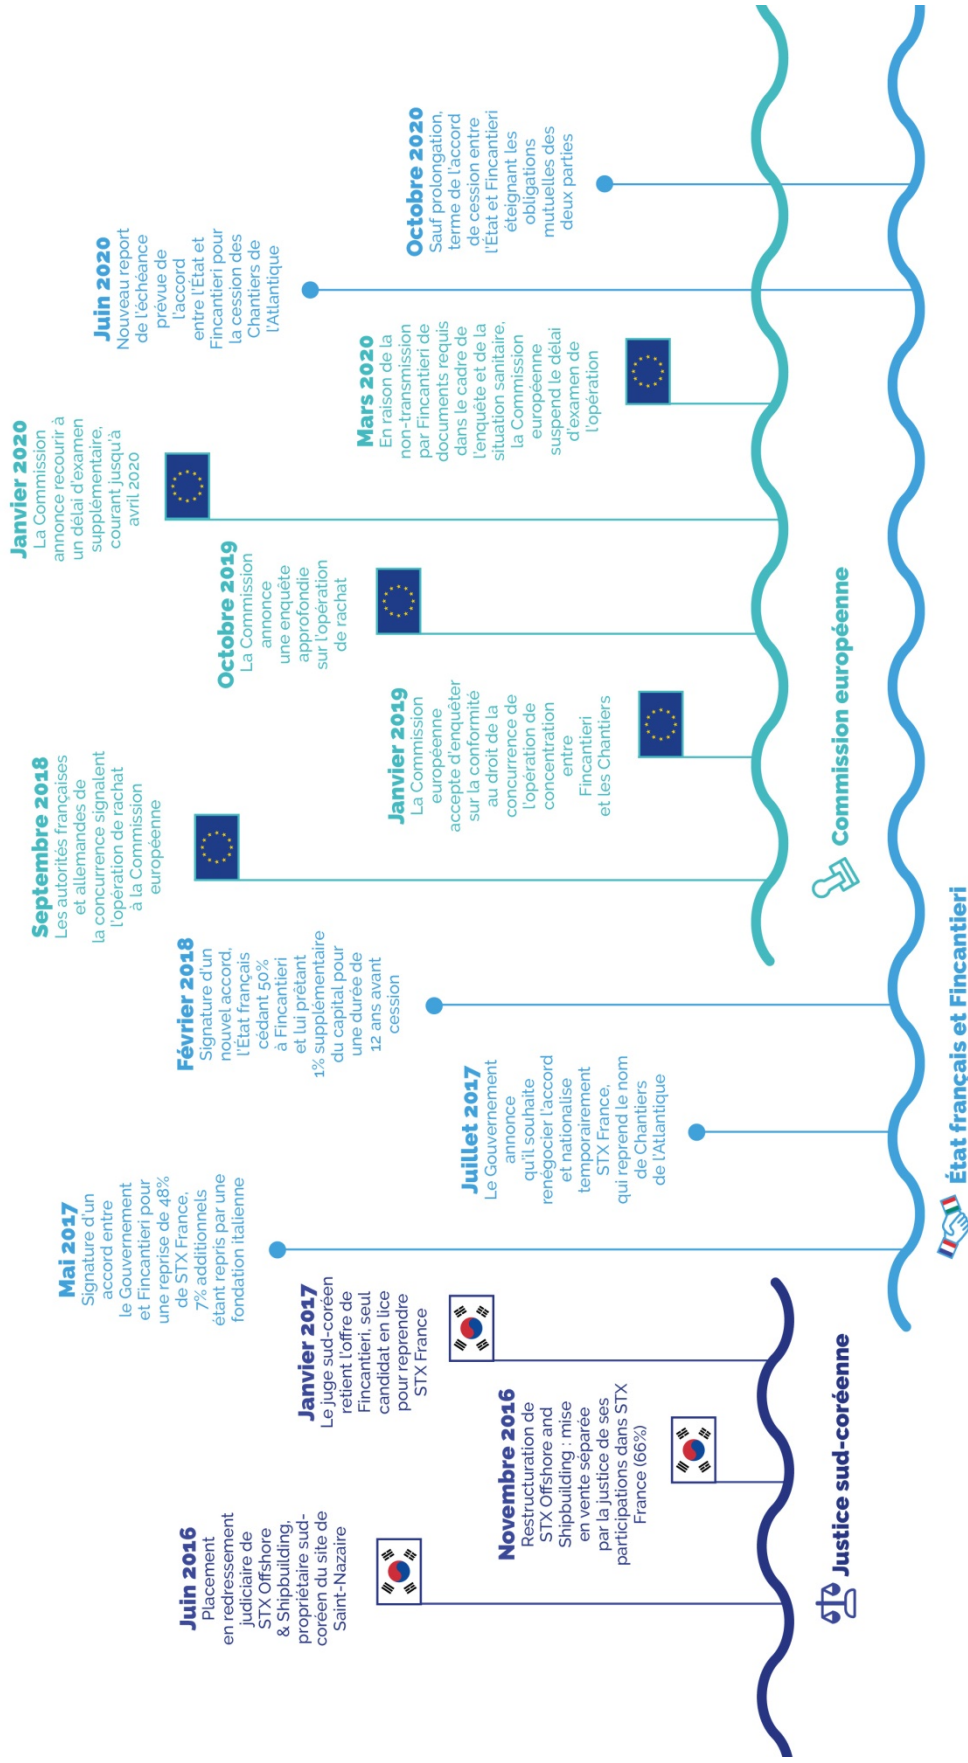 Juin 2016
Placement
en redressement
judiciaire de
STX Offshore
& Shipbuilding,
propriétaire sud-
coréen du site de
Saint-Nazaire
Novembre 2016
Restructuration de
STX Offshore and
Shipbuilding : mise
en vente séparée
par la justice de ses
participations dans STX
France (66%)
Janvier 2017
Le juge sud-coréen
retient l'offre de
Fincantieri, seul
candidat en lice
pour reprendre
STX France
Mai 2017
Signature d'un
accord entre
le Gouvernement
et Fincantieri pour
une reprise de 48%
de STX France,
7% additionnels
étant repris par une
fondation italienne
Juillet 2017
Le Gouvernement
annonce
qu'il souhaite
renégocier l'accord
et nationalise
temporairement
STX France,
qui reprend le nom
de Chantiers
de l'Atlantique
Février 2018
Signature d'un
nouvel accord,
l'État français
cédant 50%
à Fincantieri
et lui prêtant
1% supplémentaire
du capital pour
une durée de
12 ans avant
cession
Septembre 2018
Les autorités françaises
et allemandes de
la concurrence signalent
l'opération de rachat
à la Commission
européenne
Janvier 2019
La Commission
européenne
accepte d'enquêter
sur la conformité
au droit de la
concurrence de
l'opération de
concentration
entre
Fincantieri
et les Chantiers
Octobre 2019
La Commission
annonce
une enquête
approfondie
sur l'opération
de rachat
Janvier 2020
La Commission
annonce recourir à
un délai d'examen
supplémentaire,
courant jusqu'à
avril 2020
Mars 2020
En raison de la
non-transmission
par Fincantieri de
documents requis
dans le cadre de
l'enquête et de la
situation sanitaire,
la Commission
européenne
suspend le délai
d'examen de
l'opération
Juin 2020
Nouveau report
de l'échéance
prévue de
l'accord
entre l'État et
Fincantieri pour
la cession des
Chantiers de
l'Atlantique
Octobre 2020
Sauf prolongation,
terme de l'accord
de cession entre
l'État et Fincantieri
éteignant les
obligations
mutuelles des
deux parties
Justice sud-coréenne
Commission européenne
État français et Fincantieri